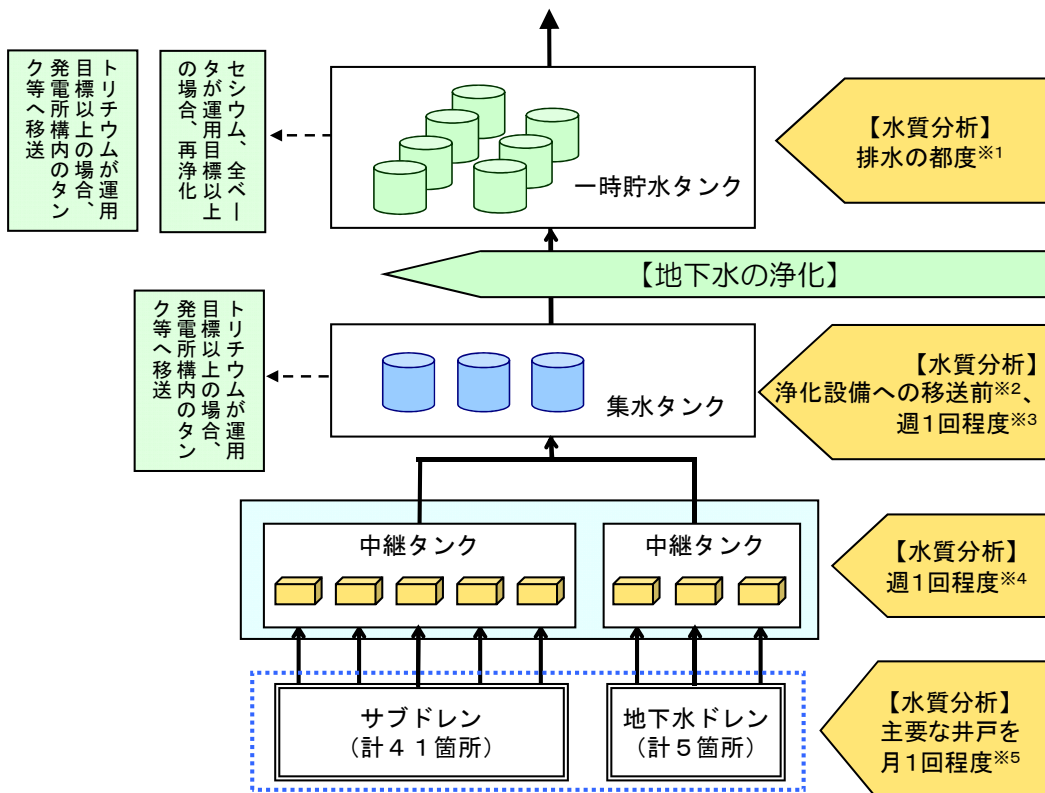 トリチウムが運用
目標以上の場合、
発電所構内のタン
ク等へ移送
セシウム、全ベー
タが運用目標以上
の場合、再浄化
一時貯水タンク
【水質分析】
排水の都度※1
【地下水の浄化】
トリチウムが運用
目標以上の場合、
発電所構内のタン
ク等へ移送
集水タンク
【水質分析】
浄化設備への移送前※2、
週1回程度※3
中継タンク
中継タンク
【水質分析】
週1回程度※4
サブドレン
（計４１箇所）
地下水ドレン
（計５箇所）
【水質分析】
主要な井戸を
月1回程度※5